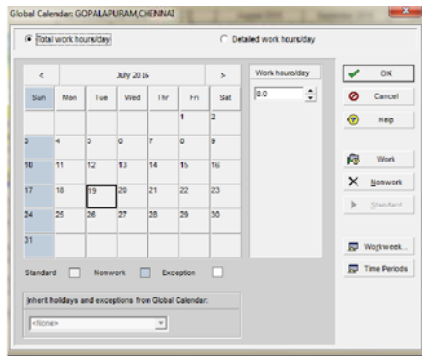 Global Calendar: GOPALAPURAM,CHENNAI
Total work hours/day
Detailed work hours/day
< July 2016 >
Sun Mon Tue Wed Thr Fri Sat
1 2
3 4 5 6 7 8 9
10 11 12 13 14 15 16
17 18 19 20 21 22 23
24 25 26 27 28 29 30
31
Standard Nonwork Exception
Inherit holidays and exceptions from Global Calendar:
<None>
Work hours/day
8.0
OK
Cancel
Help
Work
Nonwork
Standard
Workweek...
Time Periods